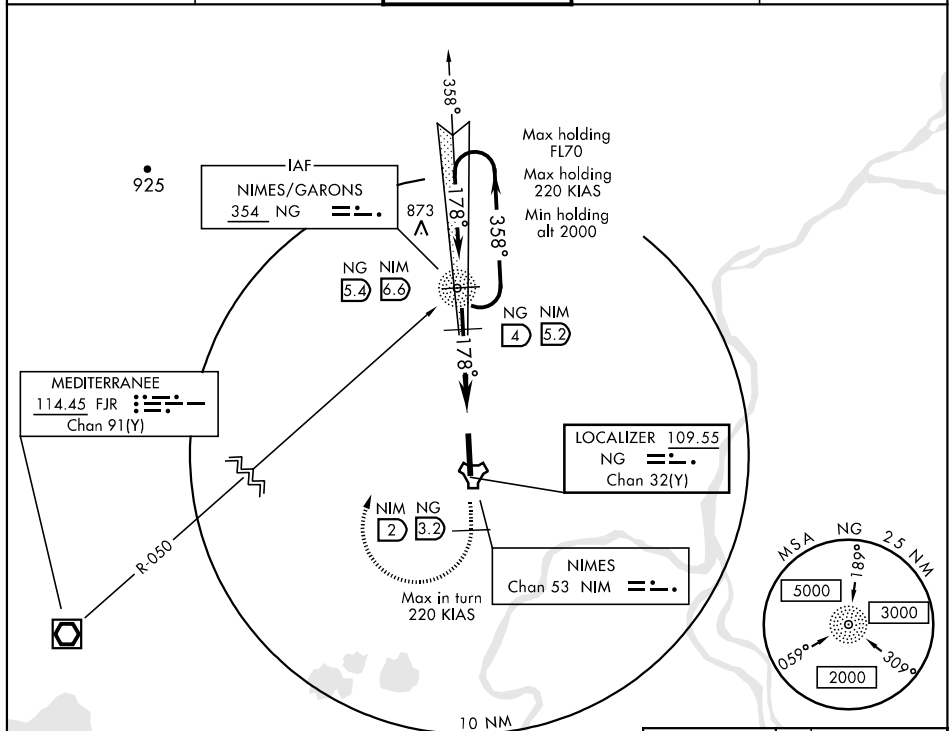 358°
Max holding
FL70
Max holding
220 KIAS
Min holding
alt 2000
925
IAF
NIMES/GARONS
354 NG
873
178°
358°
NG NIM
5.4 6.6
NG NIM
4 5.2
178°
MEDITERRANEE
114.45 FJR
Chan 91(Y)
LOCALIZER 109.55
NG
Chan 32(Y)
R-050
NIM NG
2 3.2
Max in turn
220 KIAS
NIMES
Chan 53 NIM
MSA NG 25 NM
189°
5000
3000
059°
309°
2000
10 NM